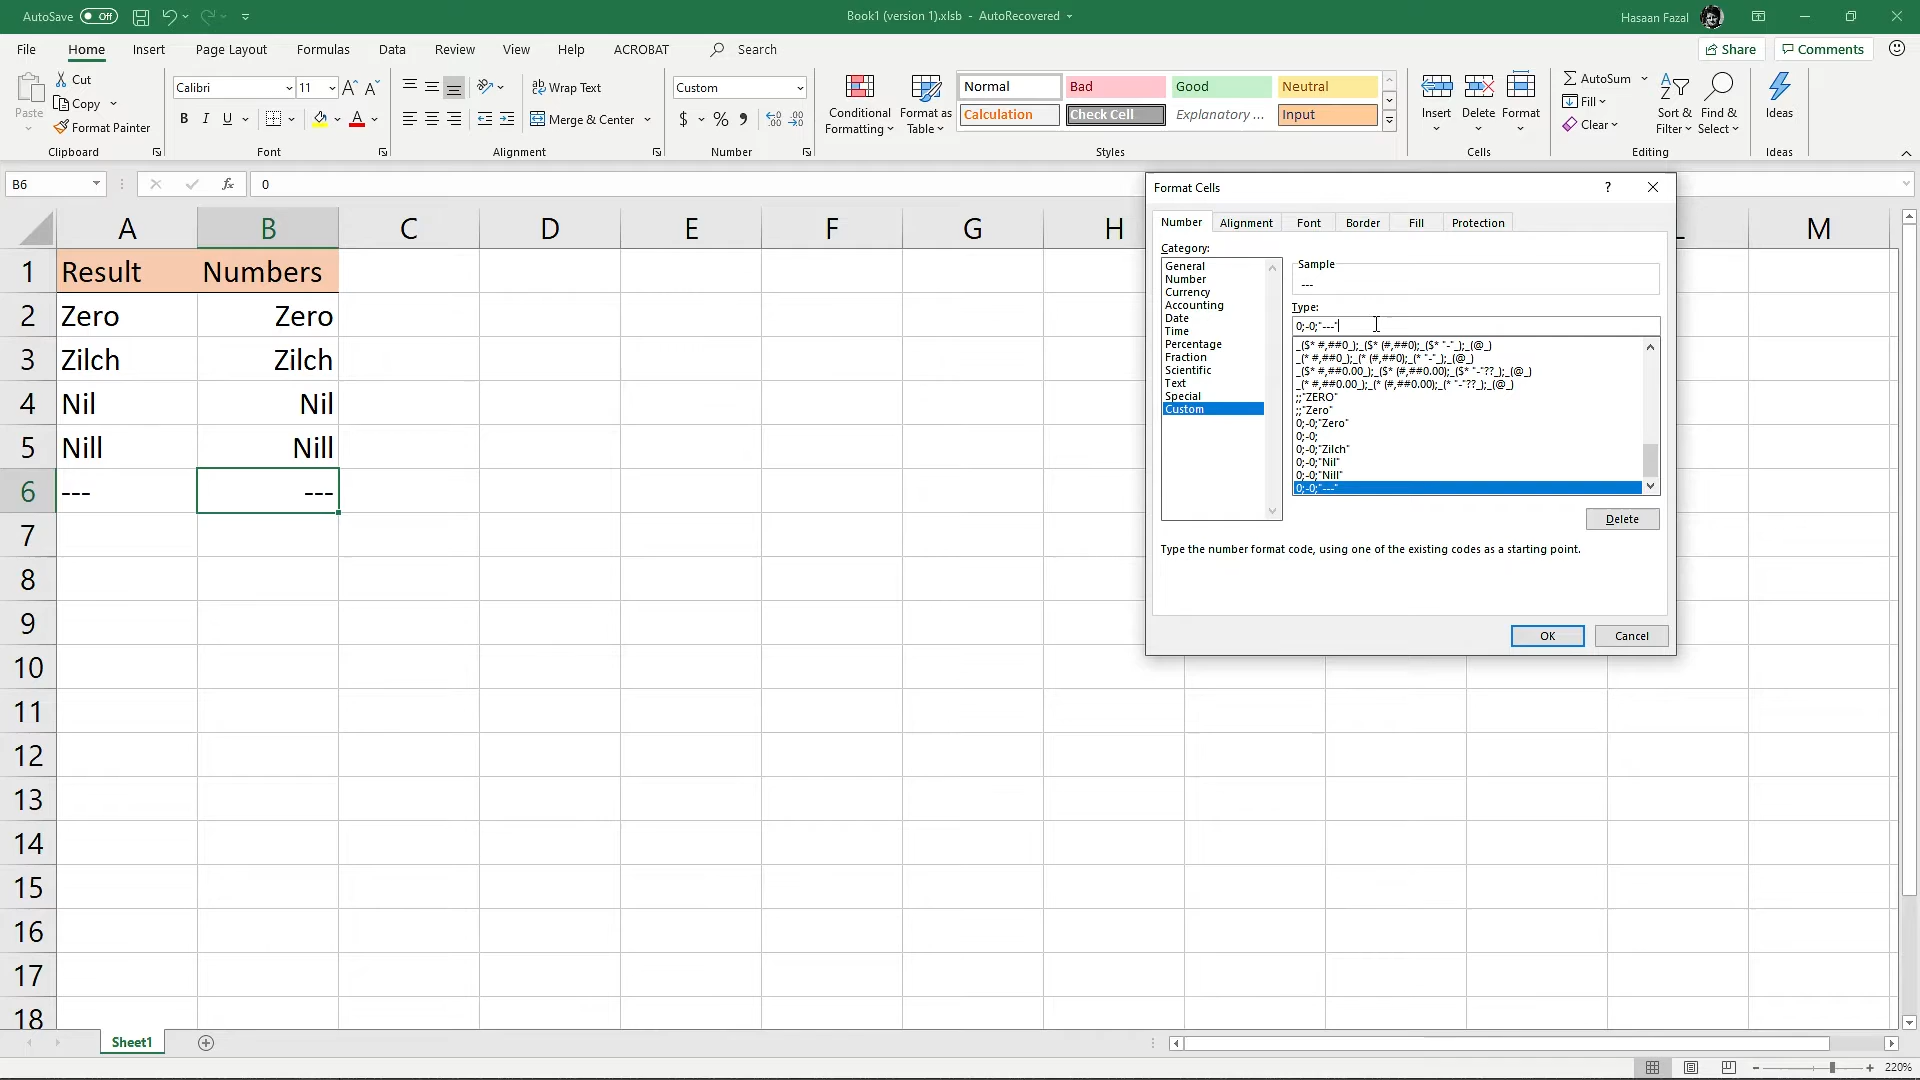 AutoSave Off
Book1 (version 1).xlsb - AutoRecovered
Hasaan Fazal
File Home Insert Page Layout Formulas Data Review View Help ACROBAT Search
Share Comments
Paste
Cut
Copy
Format Painter
Clipboard
Calibri 11
B I U
Font
Wrap Text
Merge & Center
Alignment
Custom
$ % 9
Number
Conditional Formatting
Format as Table
Normal Bad Good Neutral
Calculation Check Cell Explanatory ... Input
Styles
Insert Delete Format
Cells
AutoSum
Fill
Clear
Sort & Filter
Find & Select
Editing
Ideas
Ideas
B6 fx 0
A B C D E F G H L M
1 Result Numbers
2 Zero Zero
3 Zilch Zilch
4 Nil Nil
5 Nill Nill
6 --- ---
7
8
9
10
11
12
13
14
15
16
17
18
Format Cells ?
Number Alignment Font Border Fill Protection
Category:
General
Number
Currency
Accounting
Date
Time
Percentage
Fraction
Scientific
Text
Special
Custom
Sample
---
Type:
0;-0;"---"
_($* #,##0_);_($* (#,##0);_($* "-"_);_(@_)
_(* #,##0_);_(* (#,##0);_(* "-"_);_(@_)
_($* #,##0.00_);_($* (#,##0.00);_($* "-"??_);_(@_)
_(* #,##0.00_);_(* (#,##0.00);_(* "-"??_);_(@_)
;;"ZERO"
;;"Zero"
0;-0;"Zero"
0;-0;
0;-0;"Zilch"
0;-0;"Nil"
0;-0;"Nill"
0;-0;"---"
Delete
Type the number format code, using one of the existing codes as a starting point.
OK Cancel
Sheet1
220%